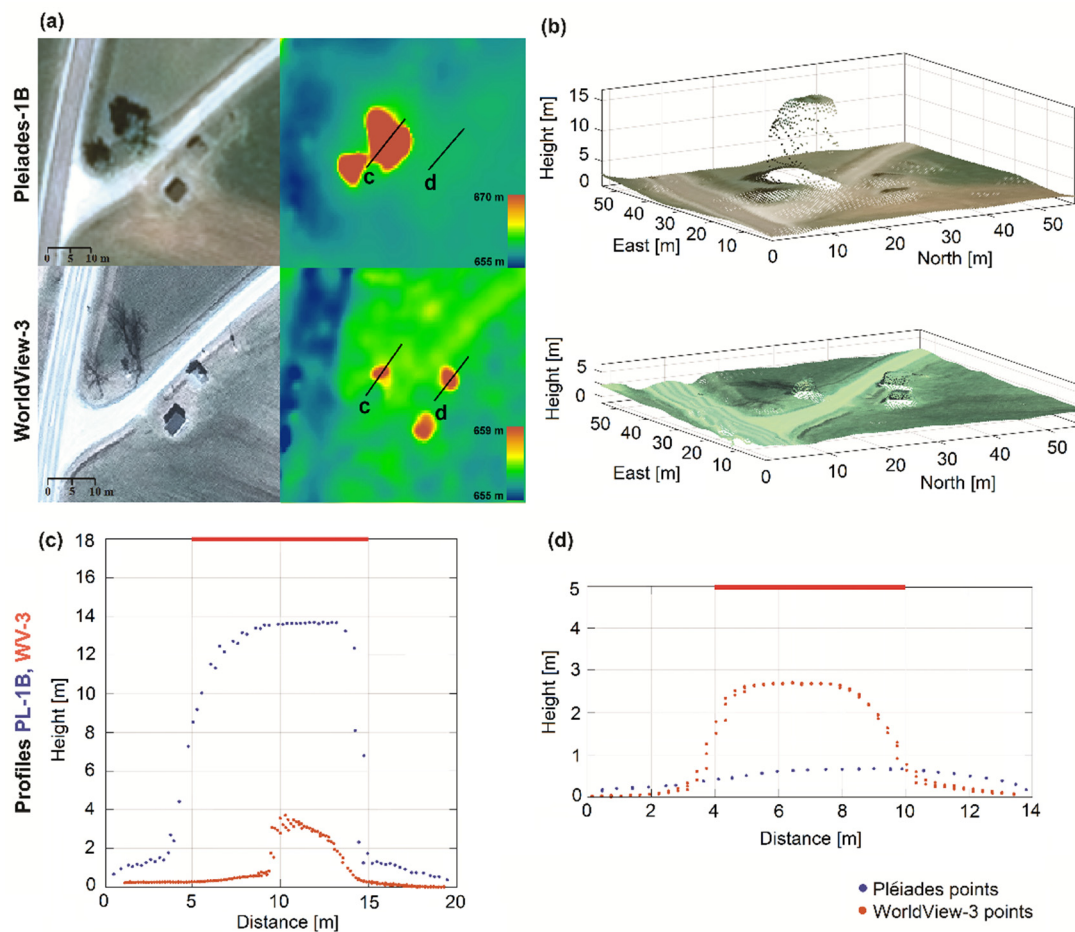 (a)
(b)
Pleiades-1B
c
d
870 m
655 m
0 5 10 m
Height [m]
15
10
5
0
50
40
30
20
10
East [m]
0
10
20
30
40
50
North [m]
WorldView-3
c
d
659 m
655 m
0 5 10 m
Height [m]
5
0
50
40
30
20
10
East [m]
0
10
20
30
40
50
North [m]
(c)
Profiles PL-1B, WV-3
Height [m]
18
16
14
12
10
8
6
4
2
0
0 5 10 15 20
Distance [m]
(d)
Height [m]
5
4
3
2
1
0
0 2 4 6 8 10 12 14
Distance [m]
Pléiades points
WorldView-3 points